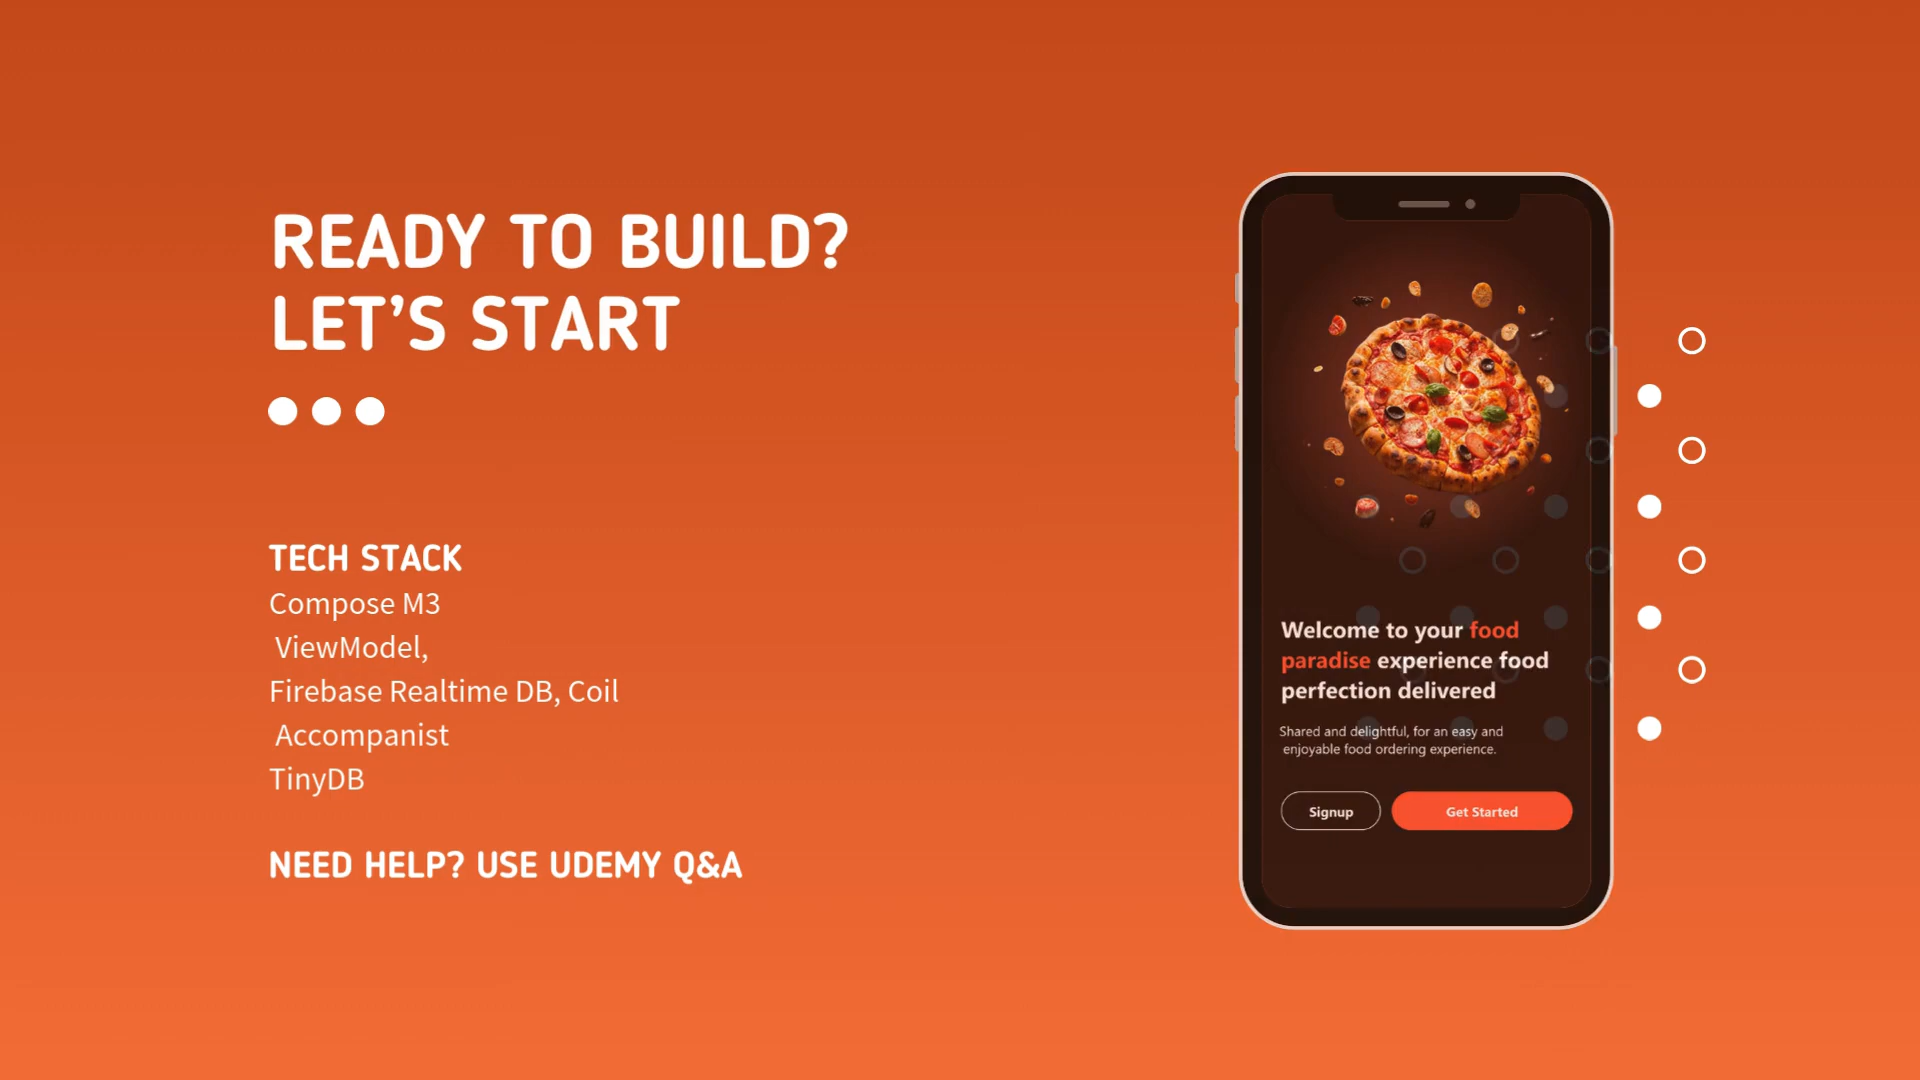 READY TO BUILD?
LET’S START
TECH STACK
Compose M3
ViewModel,
Firebase Realtime DB, Coil
Accompanist
TinyDB
NEED HELP? USE UDEMY Q&A
Welcome to your food
paradise experience food
perfection delivered
Shared and delightful, for an easy and
enjoyable food ordering experience.
Signup
Get Started